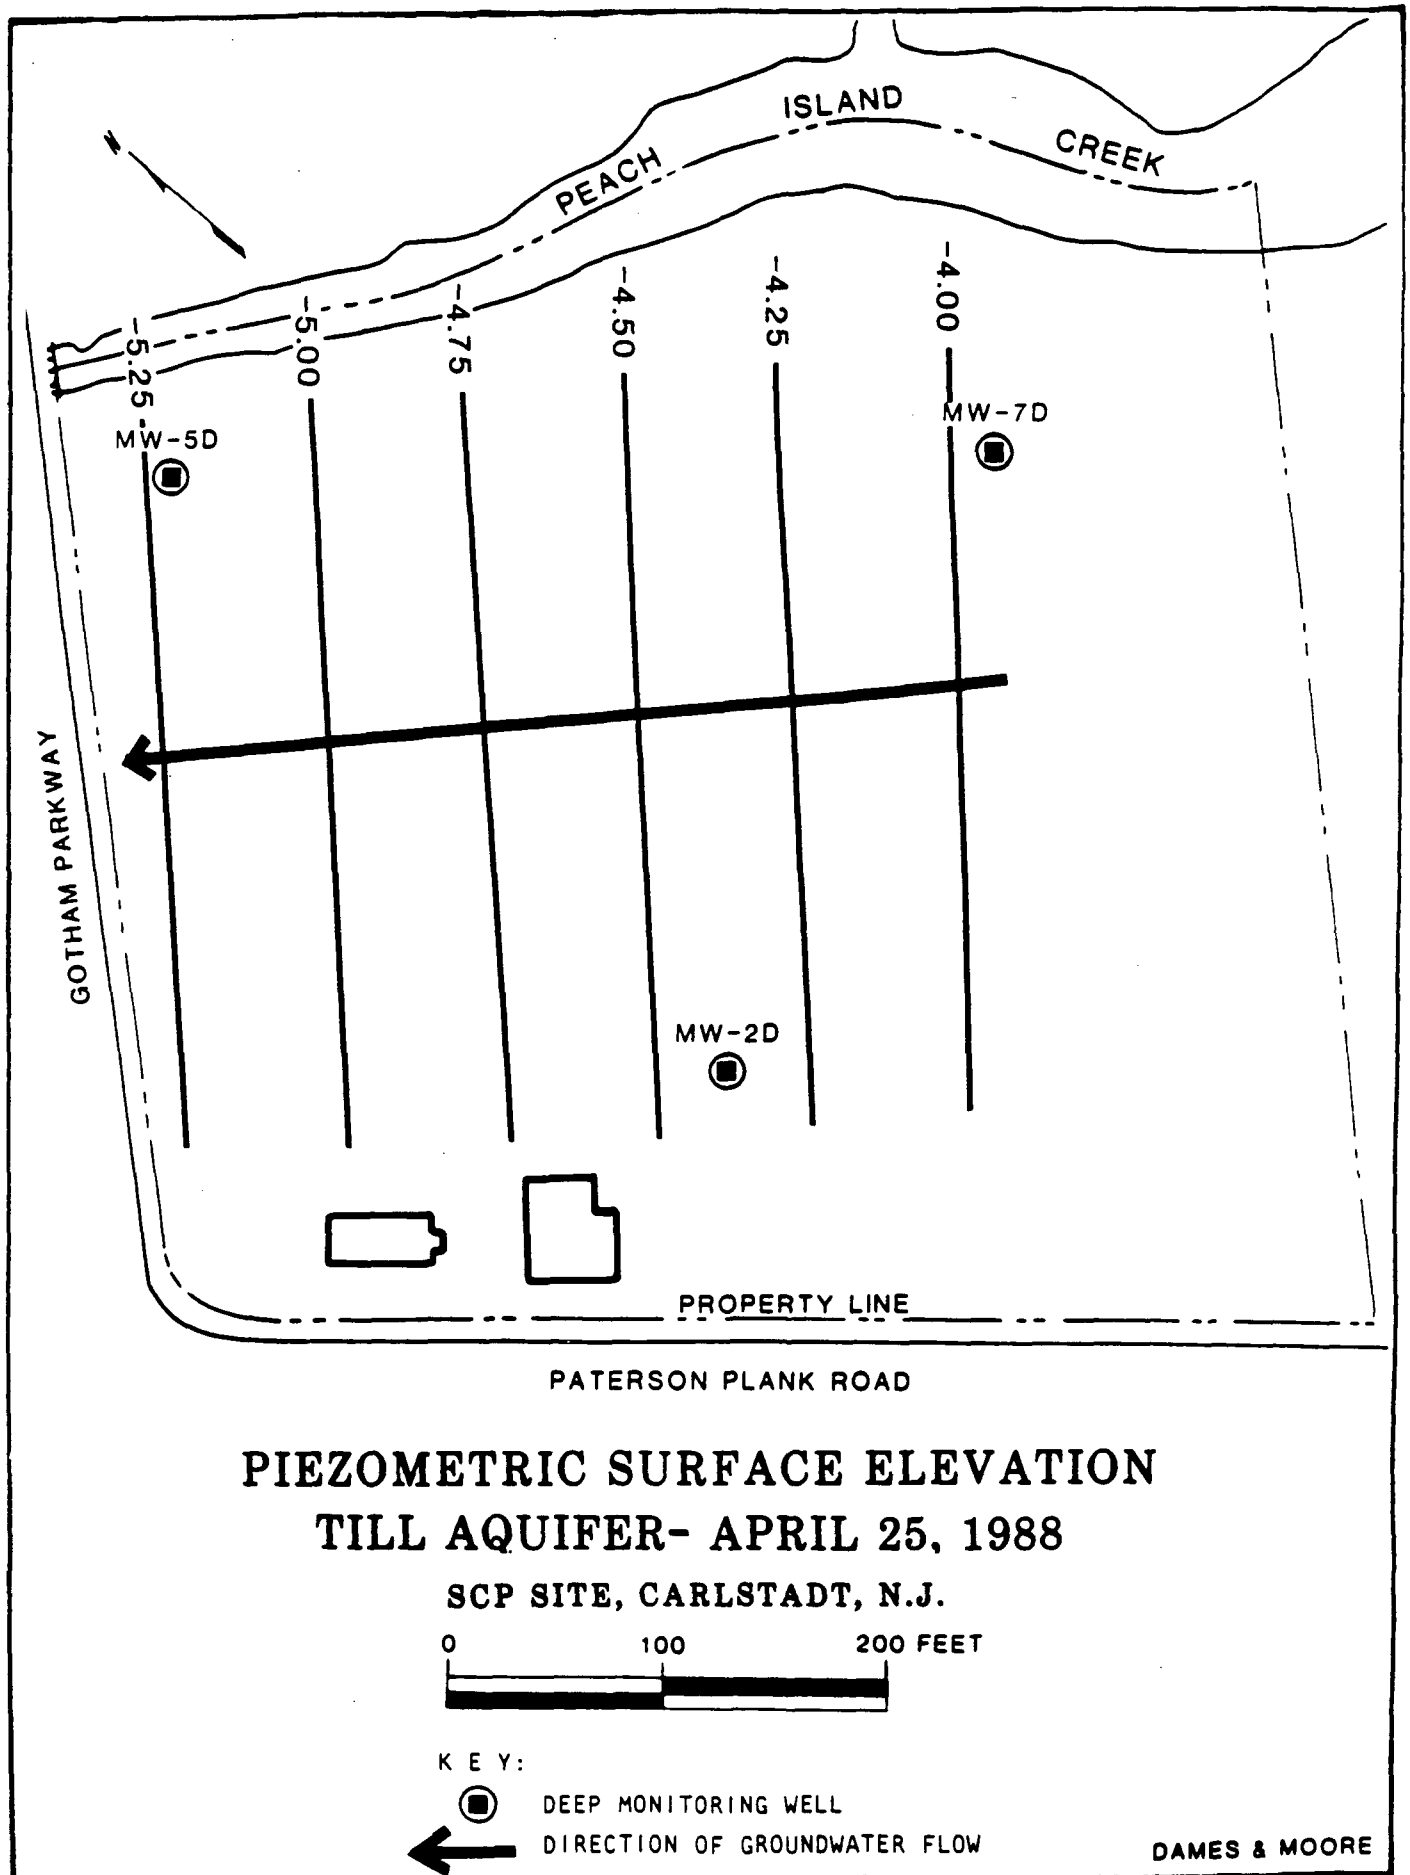 N
ISLAND
PEACH
CREEK
-5.25
-5.00
-4.75
-4.50
-4.25
-4.00
MW-5D
MW-7D
GOTHAM PARKWAY
MW-2D
PROPERTY LINE
PATERSON PLANK ROAD
PIEZOMETRIC SURFACE ELEVATION
TILL AQUIFER- APRIL 25, 1988
SCP SITE, CARLSTADT, N.J.
0 100 200 FEET
K E Y:
DEEP MONITORING WELL
DIRECTION OF GROUNDWATER FLOW
DAMES & MOORE